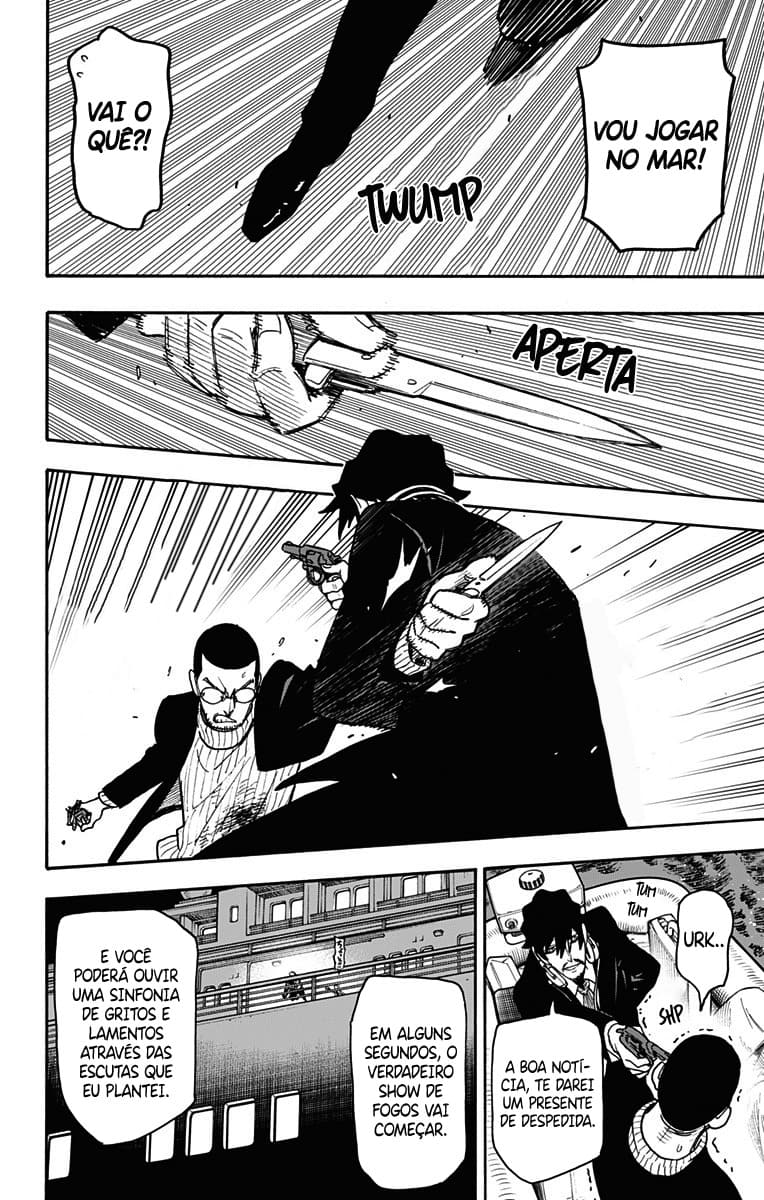 VOU JOGAR
NO MAR!
VAI O
QUÊ?!
TWUMP
APERTA
TUM
TUM
URK..
SHP
A BOA NOTÍ-
CIA, TE DAREI
UM PRESENTE
DE DESPEDIDA.
EM ALGUNS
SEGUNDOS, O
VERDADEIRO
SHOW DE
FOGOS VAI
COMEÇAR.
E VOCÊ
PODERÁ OUVIR
UMA SINFONIA
DE GRITOS E
LAMENTOS
ATRAVÉS DAS
ESCUTAS QUE
EU PLANTEI.